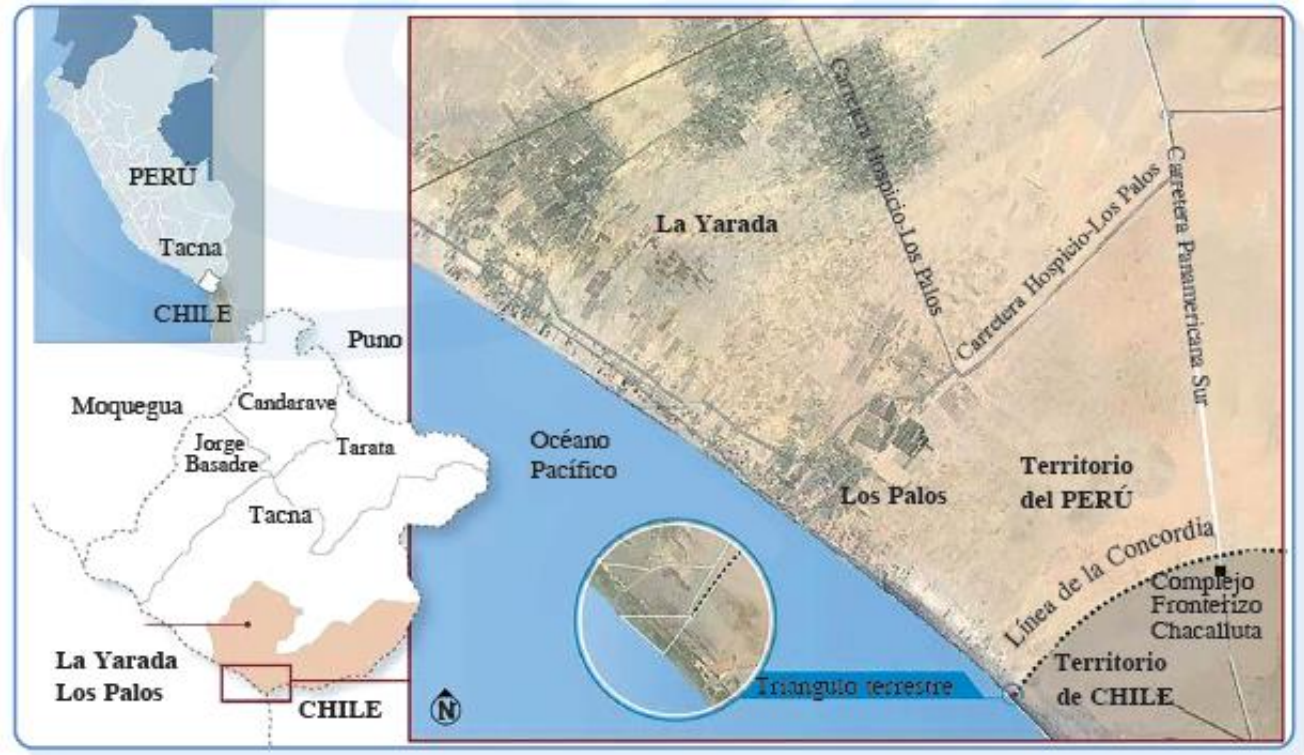 PERÚ
Tacna
CHILE
Puno
Moquegua
Candarave
Jorge
Basadre
Tarata
Tacna
La Yarada
Los Palos
CHILE
N
La Yarada
Carretera Hospicio-Los Palos
Carretera Hospicio-Los Palos
Carretera Panamericana Sur
Océano
Pacífico
Los Palos
Territorio
del PERÚ
Línea de la Concordia
Complejo
Fronterizo
Chacalluta
Territorio
de CHILE
Triángulo terrestre